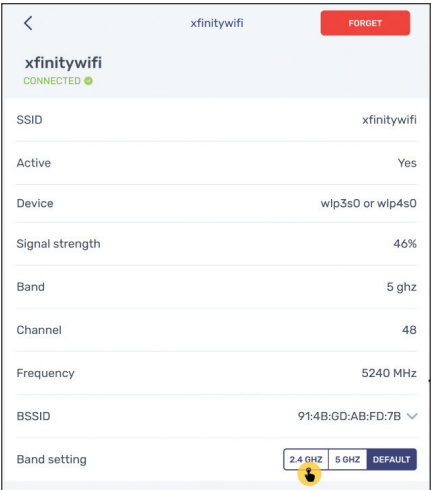 xfinitywifi FORGET
xfinitywifi
CONNECTED
SSID xfinitywifi
Active Yes
Device wlp3s0 or wlp4s0
Signal strength 46%
Band 5 ghz
Channel 48
Frequency 5240 MHz
BSSID 91:4B:GD:AB:FD:7B
Band setting 2.4 GHZ 5 GHZ DEFAULT